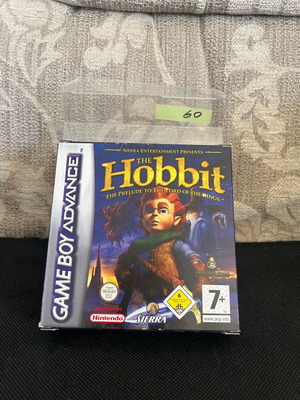 60
SIERRA ENTERTAINMENT PRESENTS
THE
Hobbit
THE PRELUDE TO THE LORD OF THE RINGS
GAME BOY ADVANCE
Nintendo
SIERRA
6
7+
www.pegi.info